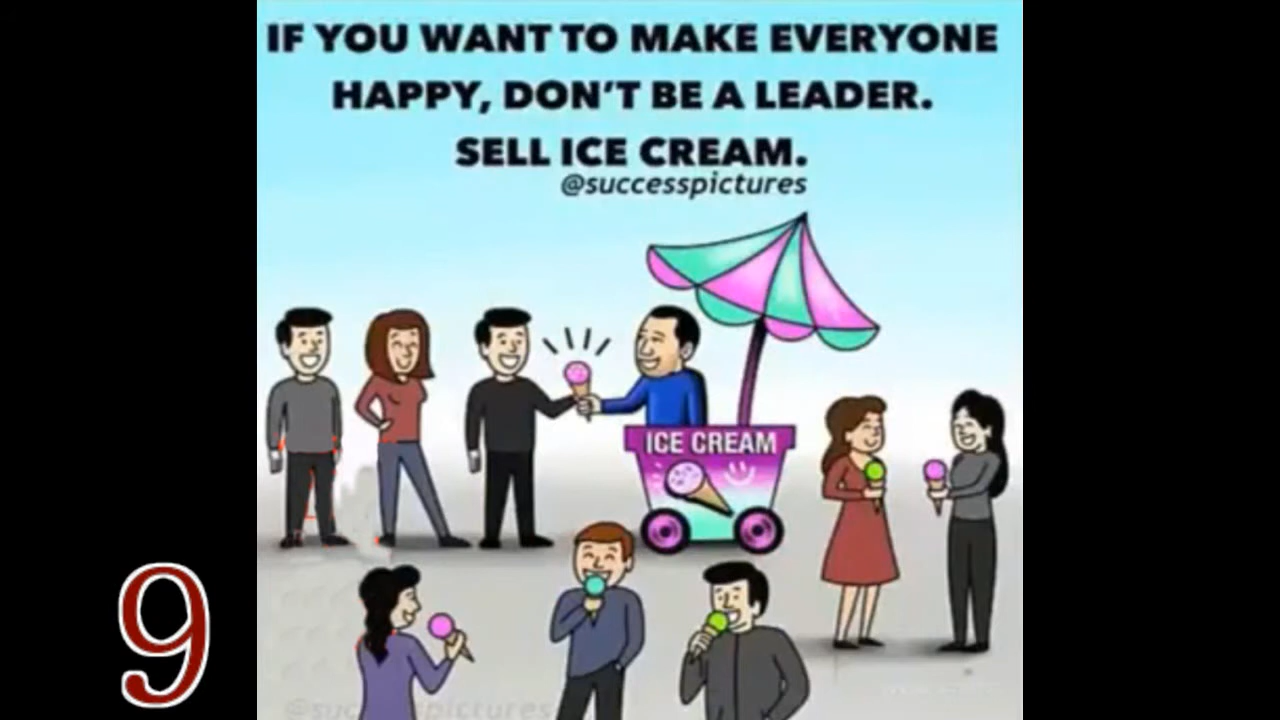 IF YOU WANT TO MAKE EVERYONE
HAPPY, DON'T BE A LEADER.
SELL ICE CREAM.
@successpictures
ICE CREAM
9